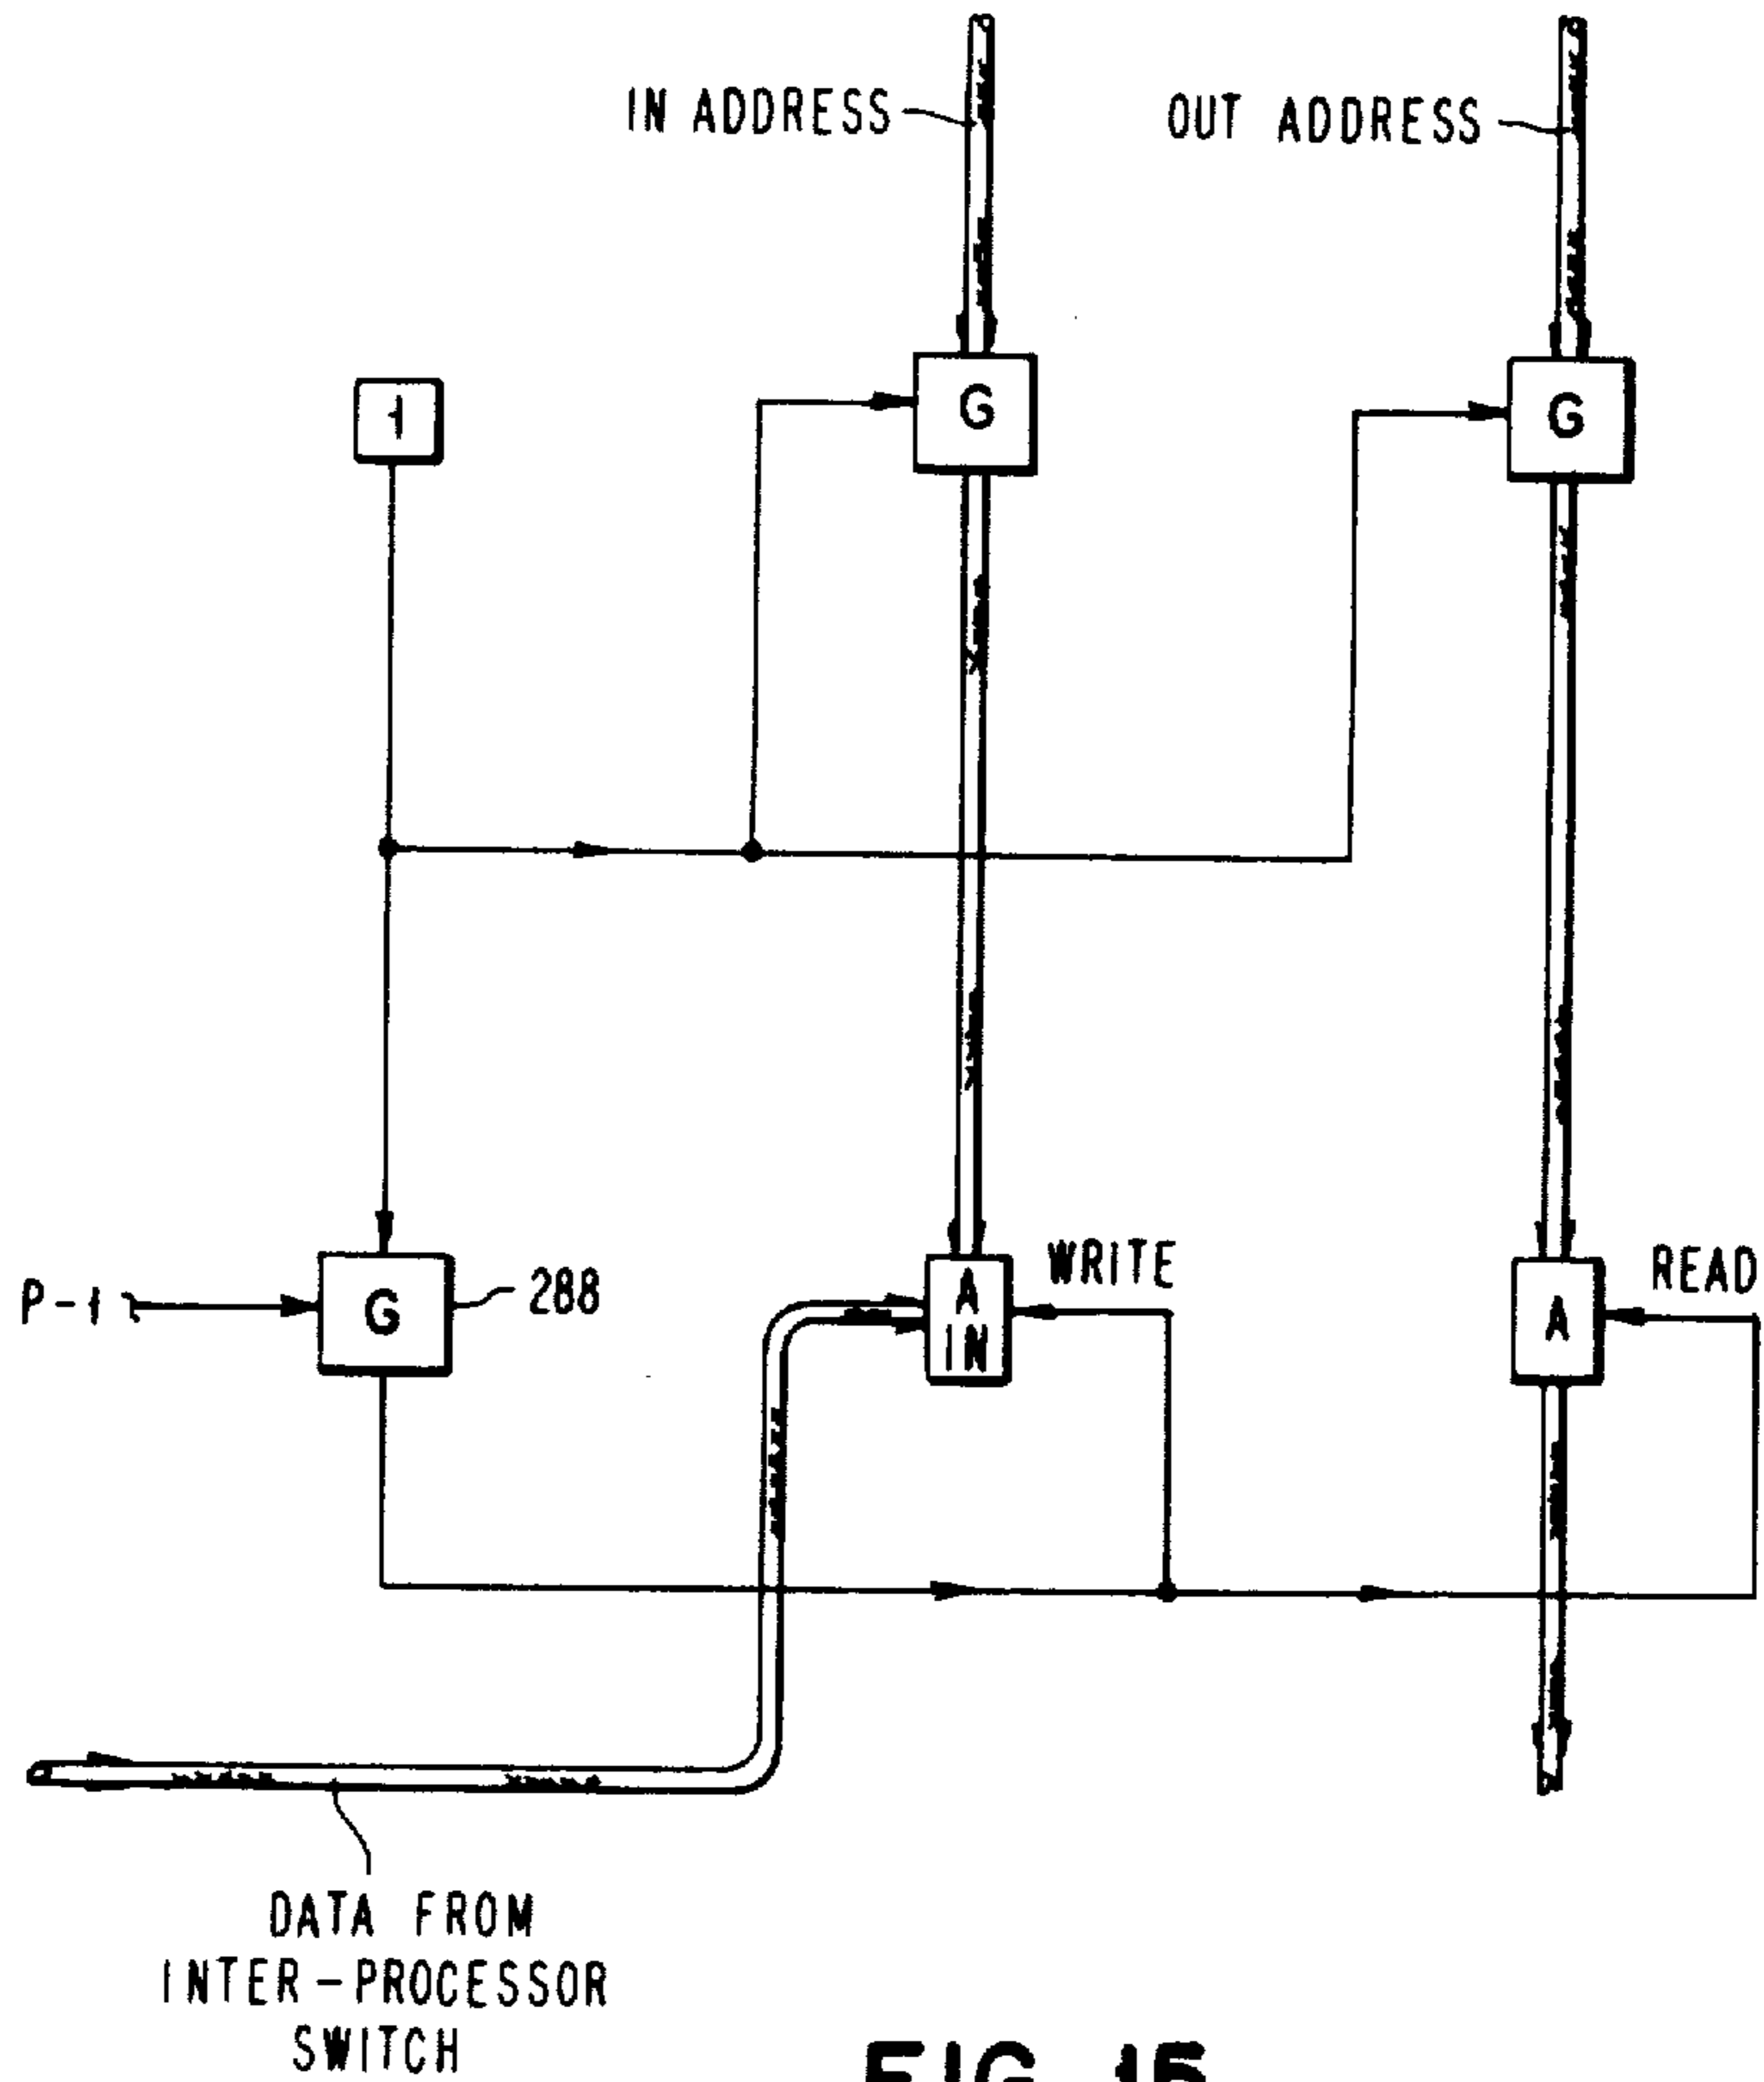 IN ADDRESS
OUT ADDRESS
1
G
G
P-1
G
288
A
IN
WRITE
A
READ
DATA FROM
INTER-PROCESSOR
SWITCH
FIG. 15